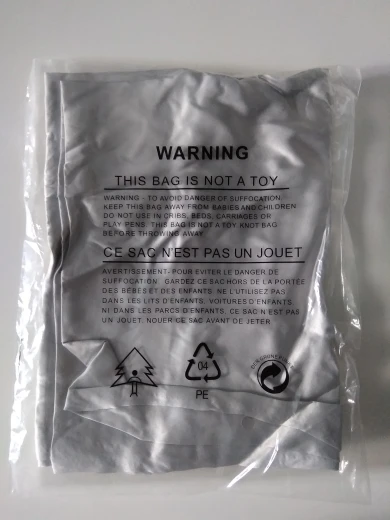 WARNING
THIS BAG IS NOT A TOY
WARNING - TO AVOID DANGER OF SUFFOCATION
KEEP THIS BAG AWAY FROM BABIES AND CHILDREN
DO NOT USE IN CRIBS, BEDS, CARRIAGES OR
PLAY PENS. THIS BAG IS NOT A TOY KNOT BAG
BEFORE THROWING AWAY
CE SAC N'EST PAS UN JOUET
AVERTISSEMENT- POUR EVITER LE DANGER DE
SUFFOCATION GARDEZ CE SAC HORS DE LA PORTÉE
DES BÉBÉS ET DES ENFANTS. NE L'UTILISEZ PAS
DANS LES LITS D'ENFANTS, VOITURES D'ENFANTS,
NI DANS LES PARCS D'ENFANTS. CE SAC N EST PAS
UN JOUET. NOUER CE SAC AVANT DE JETER
04
PE